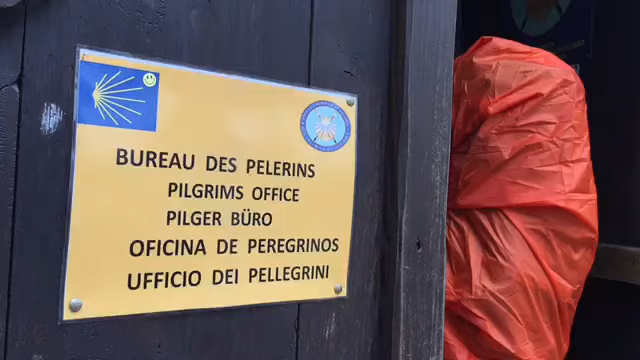 BUREAU DES PELERINS
PILGRIMS OFFICE
PILGER BÜRO
OFICINA DE PEREGRINOS
UFFICIO DEI PELLEGRINI